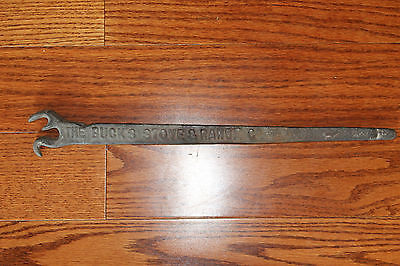 THE BUCK'S STOVE & RANGE C